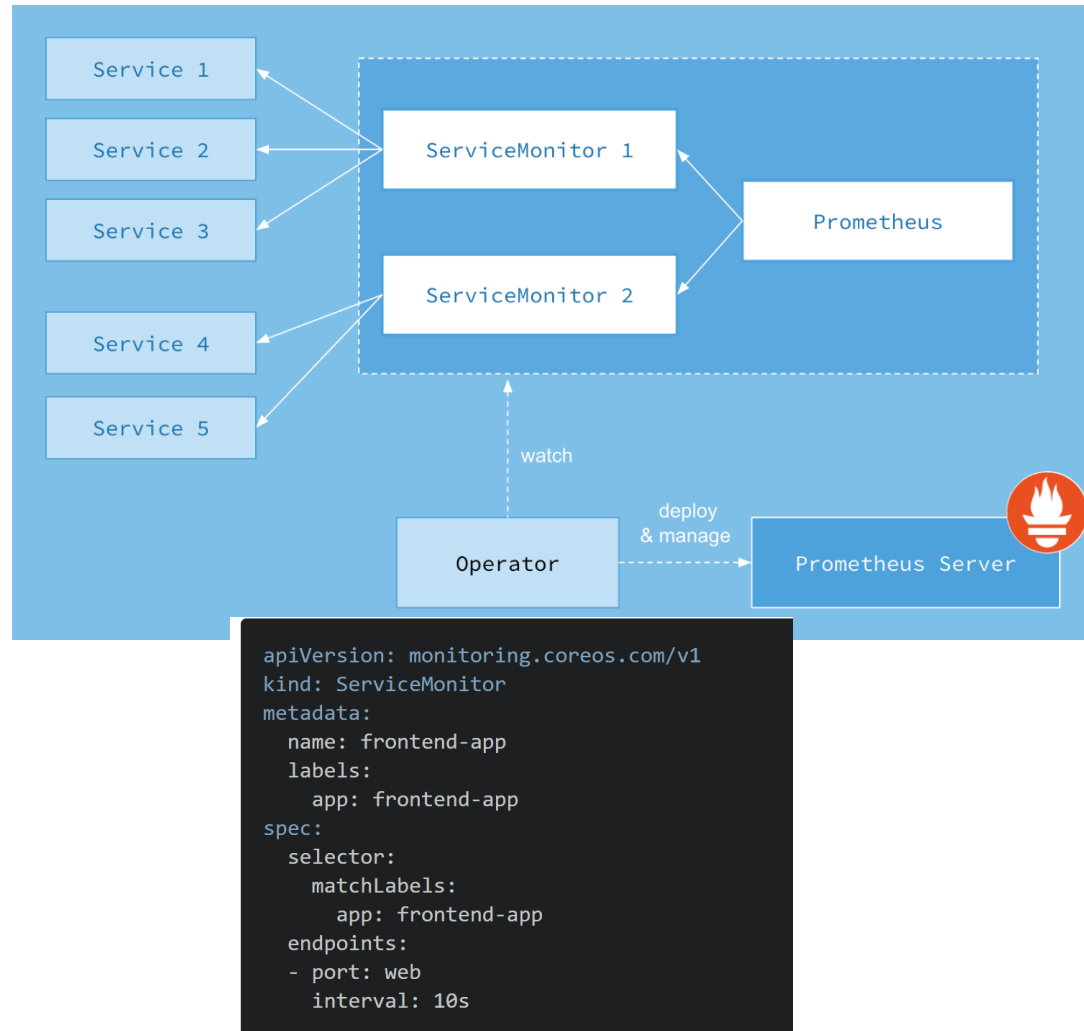 Service 1
Service 2
Service 3
Service 4
Service 5
ServiceMonitor 1
ServiceMonitor 2
Prometheus
watch
deploy
& manage
Operator
Prometheus Server
apiVersion: monitoring.coreos.com/v1
kind: ServiceMonitor
metadata:
  name: frontend-app
  labels:
    app: frontend-app
spec:
  selector:
    matchLabels:
      app: frontend-app
  endpoints:
  - port: web
    interval: 10s